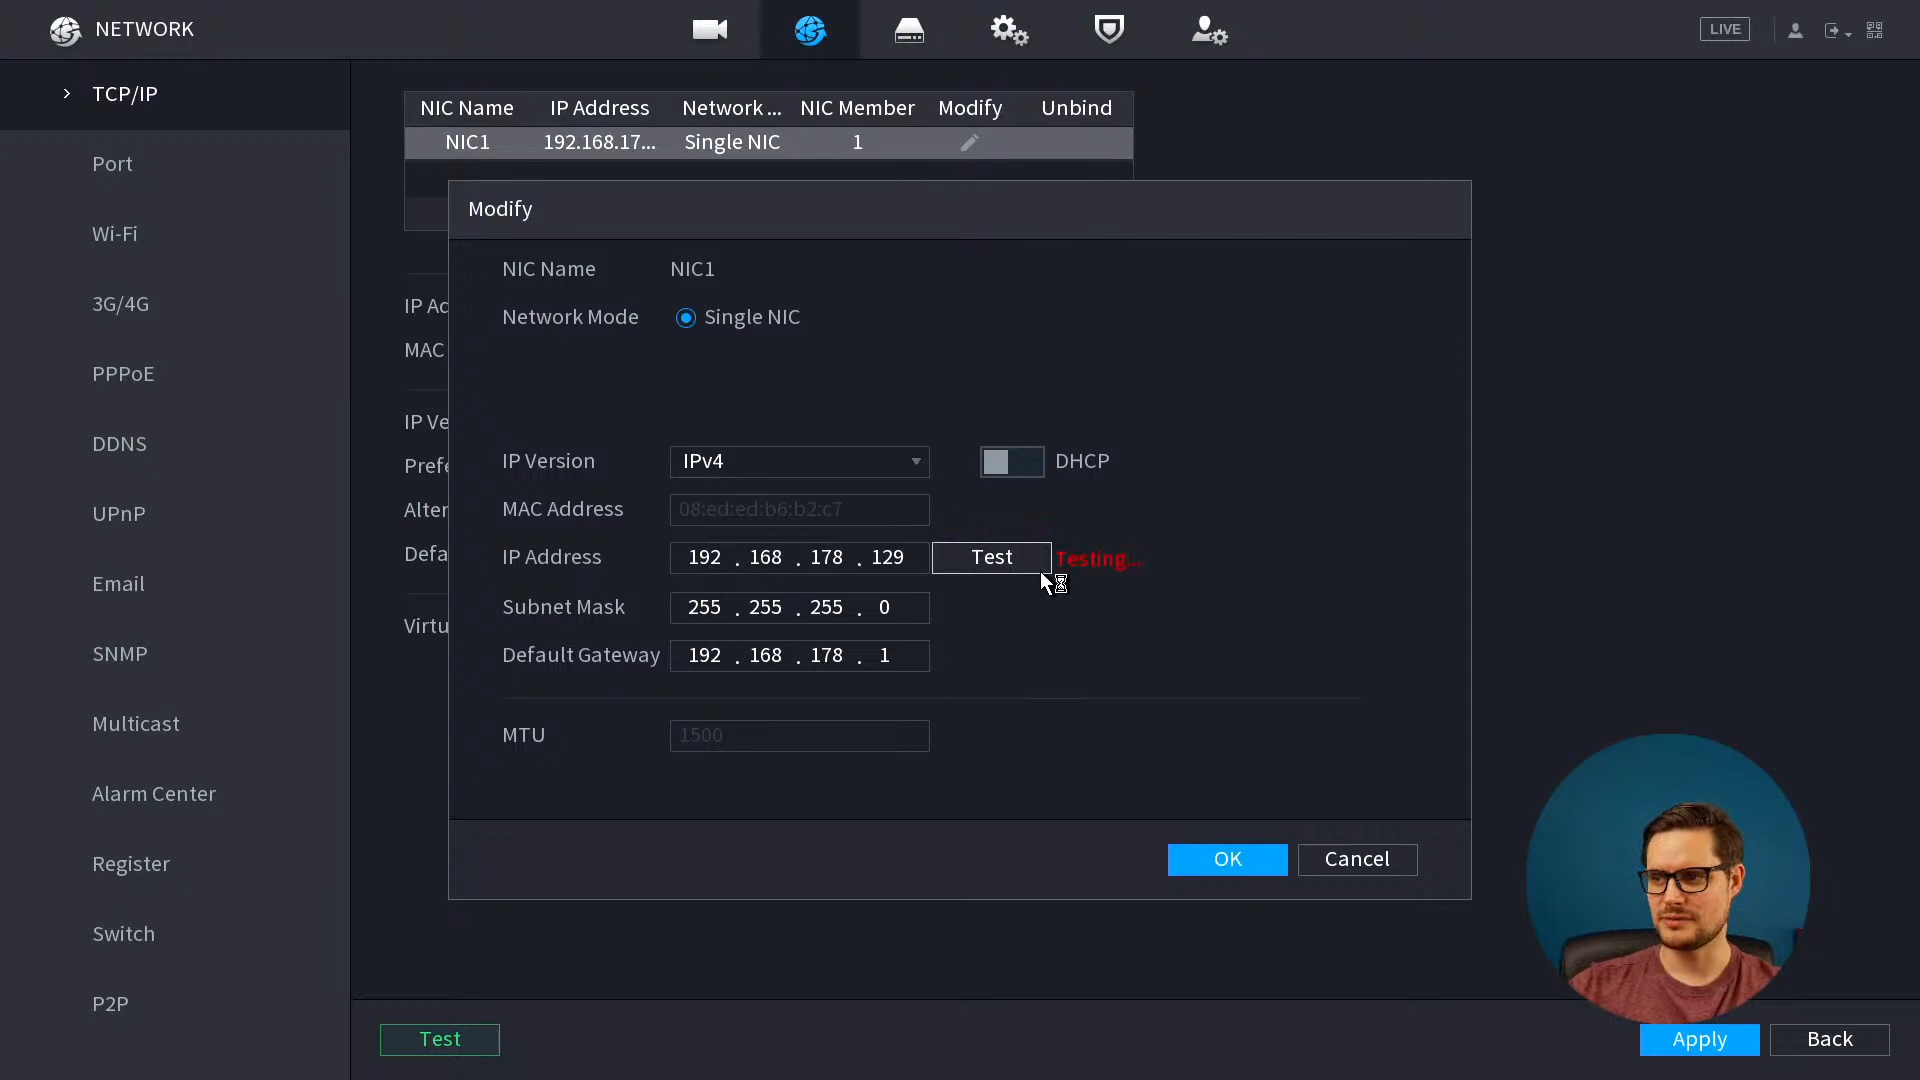 NETWORK
LIVE
TCP/IP
Port
Wi-Fi
3G/4G
PPPoE
DDNS
UPnP
Email
SNMP
Multicast
Alarm Center
Register
Switch
P2P
NIC Name IP Address Network ... NIC Member Modify Unbind
NIC1 192.168.17... Single NIC 1
IP Ad
MAC
IP Ve
Prefe
Alter
Defa
Virtu
Modify
NIC Name NIC1
Network Mode Single NIC
IP Version IPv4 DHCP
MAC Address 08:ed:ed:b6:b2:c7
IP Address 192 . 168 . 178 . 129 Test Testing...
Subnet Mask 255 . 255 . 255 . 0
Default Gateway 192 . 168 . 178 . 1
MTU 1500
OK Cancel
Test Apply Back